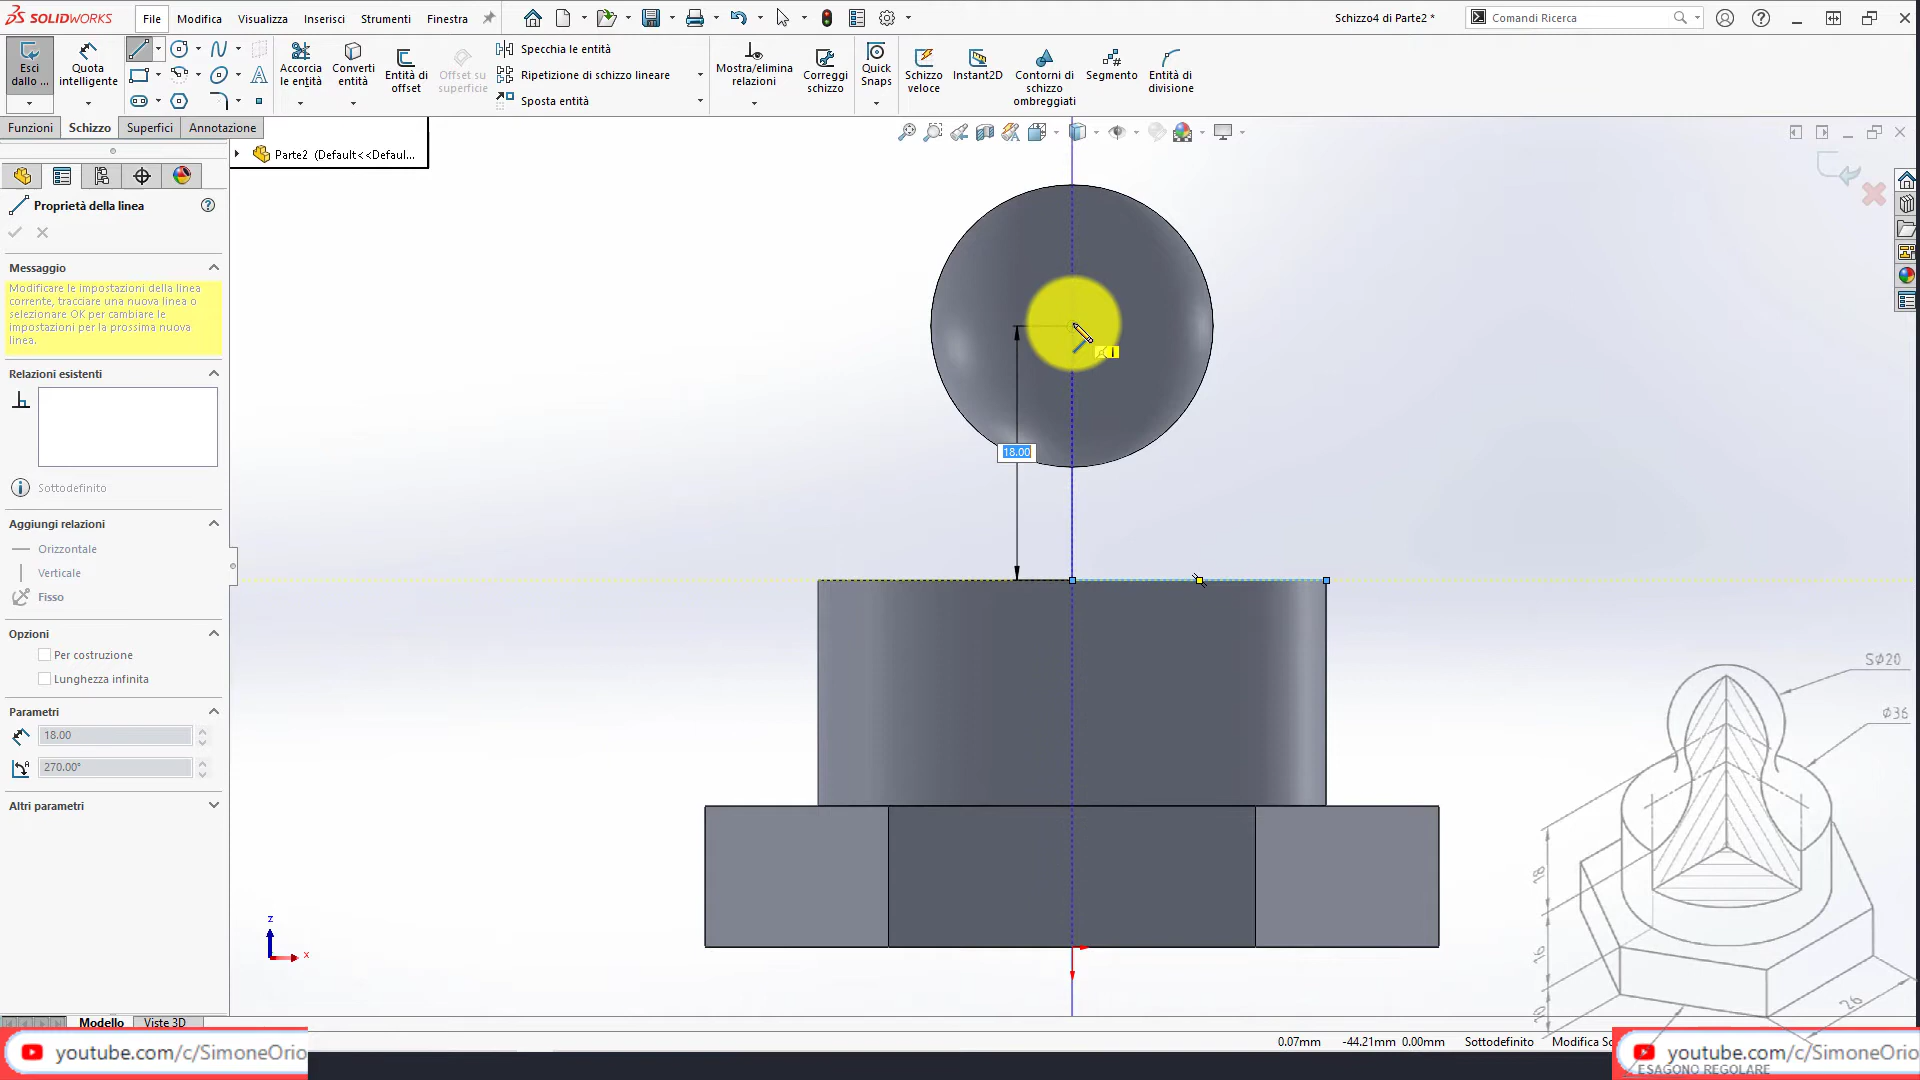 SOLIDWORKS
File Modifica Visualizza Inserisci Strumenti Finestra
Schizzo4 di Parte2 *
Comandi Ricerca
Esci dallo ...
Quota intelligente
Accorcia le entità
Converti entità
Entità di offset
Offset su superficie
Specchia le entità
Ripetizione di schizzo lineare
Sposta entità
Mostra/elimina relazioni
Correggi schizzo
Quick Snaps
Schizzo veloce
Instant2D
Contorni di schizzo ombreggiati
Segmento
Entità di divisione
Funzioni Schizzo Superfici Annotazione
Parte2 (Default<<Defaul...
Proprietà della linea
Messaggio
Modificare le impostazioni della linea
corrente, tracciare una nuova linea o
selezionare OK per cambiare le
impostazioni per la prossima nuova
linea.
Relazioni esistenti
Sottodefinito
Aggiungi relazioni
Orizzontale
Verticale
Fisso
Opzioni
Per costruzione
Lunghezza infinita
Parametri
18.00
270.00°
Altri parametri
18.00
z
x
SΦ20
Φ36
18
16
10
26
Modello Viste 3D
0.07mm -44.21mm 0.00mm Sottodefinito Modifica Sc
youtube.com/c/SimoneOrio
youtube.com/c/SimoneOrio
ESAGONO REGOLARE